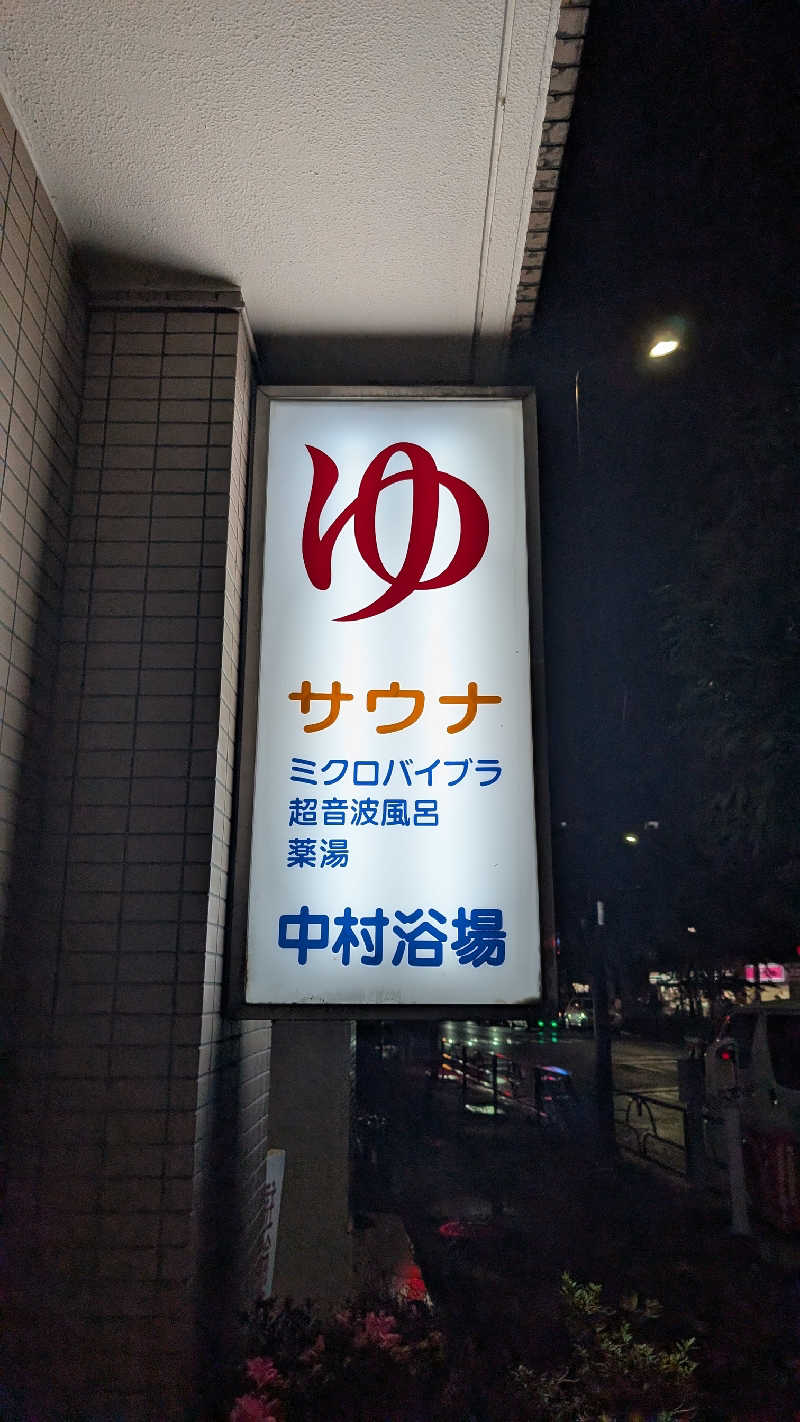 ゆ
サウナ
ミクロバイブラ
超音波風呂
薬湯
中村浴場